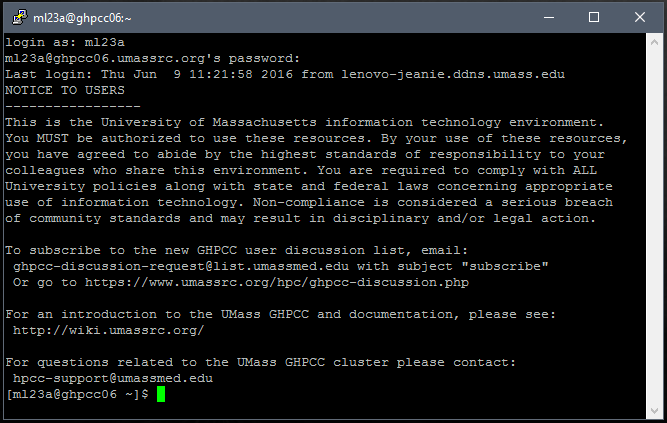 ml23a@ghpcc06:~
login as: ml23a
ml23a@ghpcc06.umassrc.org's password:
Last login: Thu Jun  9 11:21:58 2016 from lenovo-jeanie.ddns.umass.edu
NOTICE TO USERS
-----------------
This is the University of Massachusetts information technology environment.
You MUST be authorized to use these resources. By your use of these resources,
you have agreed to abide by the highest standards of responsibility to your
colleagues who share this environment. You are required to comply with ALL
University policies along with state and federal laws concerning appropriate
use of information technology. Non-compliance is considered a serious breach
of community standards and may result in disciplinary and/or legal action.
To subscribe to the new GHPCC user discussion list, email:
ghpcc-discussion-request@list.umassmed.edu with subject "subscribe"
Or go to https://www.umassrc.org/hpc/ghpcc-discussion.php
For an introduction to the UMass GHPCC and documentation, please see:
http://wiki.umassrc.org/
For questions related to the UMass GHPCC cluster please contact:
hpcc-support@umassmed.edu
[ml23a@ghpcc06 ~]$